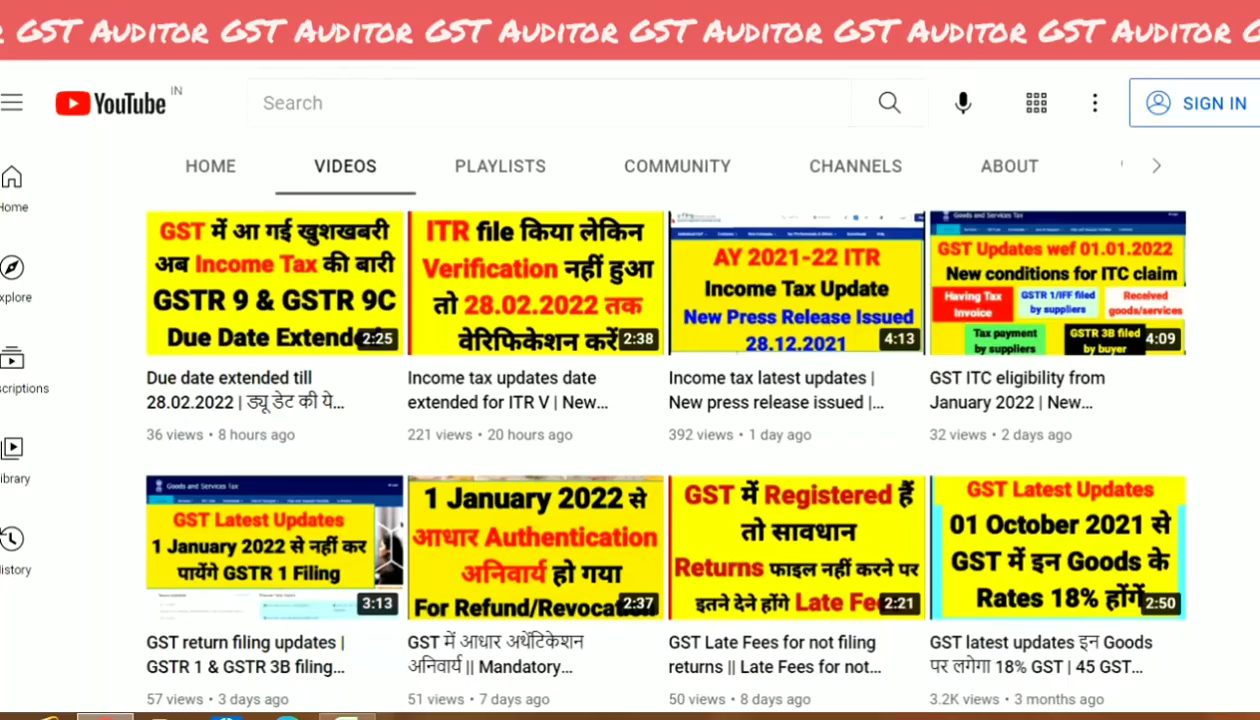 GST AUDITOR GST AUDITOR GST AUDITOR GST AUDITOR GST AUDITOR GST AUDITOR
YouTube IN
Search
SIGN IN
HOME VIDEOS PLAYLISTS COMMUNITY CHANNELS ABOUT
Home
xplore
scriptions
ibrary
istory
GST में आ गई खुशखबरी
अब Income Tax की बारी
GSTR 9 & GSTR 9C
Due Date Extend
2:25
Due date extended till
28.02.2022 | ड्यू डेट की ये...
36 views • 8 hours ago
ITR file किया लेकिन
Verification नहीं हुआ
तो 28.02.2022 तक
वेरिफिकेशन करें
2:38
Income tax updates date
extended for ITR V | New...
221 views • 20 hours ago
AY 2021-22 ITR
Income Tax Update
New Press Release Issued
28.12.2021
4:13
Income tax latest updates |
New press release issued |...
392 views • 1 day ago
Goods and Services Tax
GST Updates wef 01.01.2022
New conditions for ITC claim
Having Tax Invoice
GSTR 1/IFF filed by suppliers
Received goods/services
Tax payment by suppliers
GSTR 3B filed by buyer
4:09
GST ITC eligibility from
January 2022 | New...
32 views • 2 days ago
Goods and Services Tax
GST Latest Updates
1 January 2022 से नहीं कर
पायेंगे GSTR 1 Filing
3:13
GST return filing updates |
GSTR 1 & GSTR 3B filing...
57 views • 3 days ago
1 January 2022 से
आधार Authentication
अनिवार्य हो गया
For Refund/Revocat
2:37
GST में आधार अथेंटिकेशन
अनिवार्य || Mandatory...
51 views • 7 days ago
GST में Registered हैं
तो सावधान
Returns फाइल नहीं करने पर
इतने देने होंगे Late Fe
2:21
GST Late Fees for not filing
returns || Late Fees for not...
50 views • 8 days ago
GST Latest Updates
01 October 2021 से
GST में इन Goods के
Rates 18% होंगें
2:50
GST latest updates इन Goods
पर लगेगा 18% GST | 45 GST...
3.2K views • 3 months ago